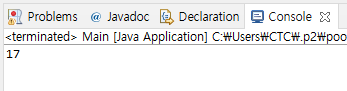 Problems @ Javadoc Declaration Console
<terminated> Main [Java Application] C:₩Users₩CTC₩.p2₩poo
17